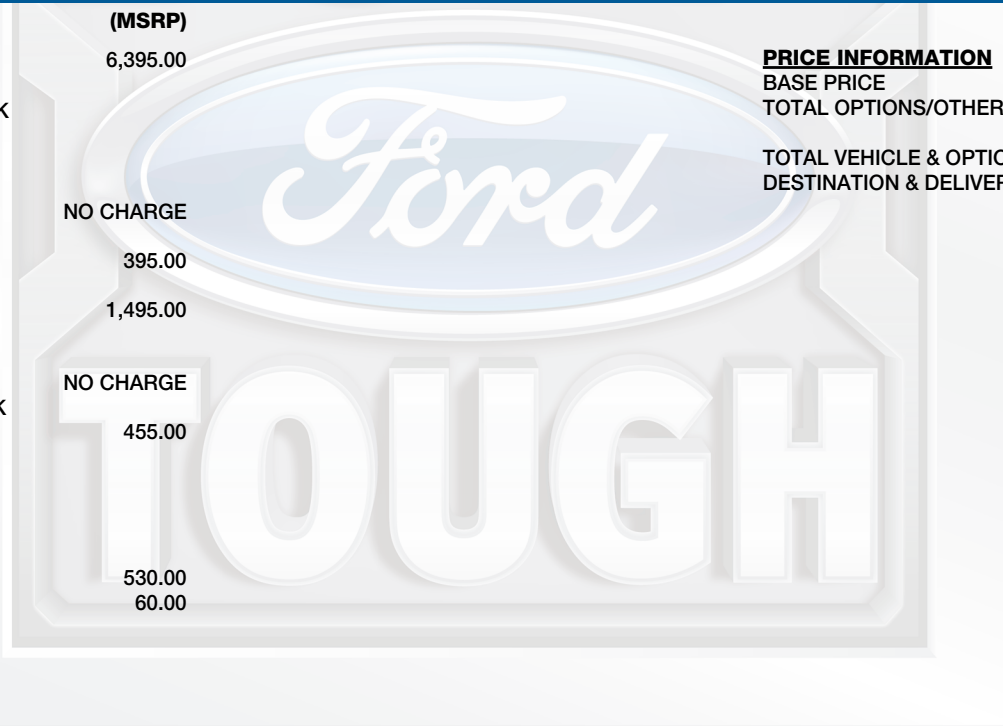 (MSRP)
6,395.00
K
NO CHARGE
395.00
1,495.00
NO CHARGE
K
455.00
530.00
60.00
PRICE INFORMATION
BASE PRICE
TOTAL OPTIONS/OTHER
TOTAL VEHICLE & OPTIO
DESTINATION & DELIVER
Ford
TOUGH